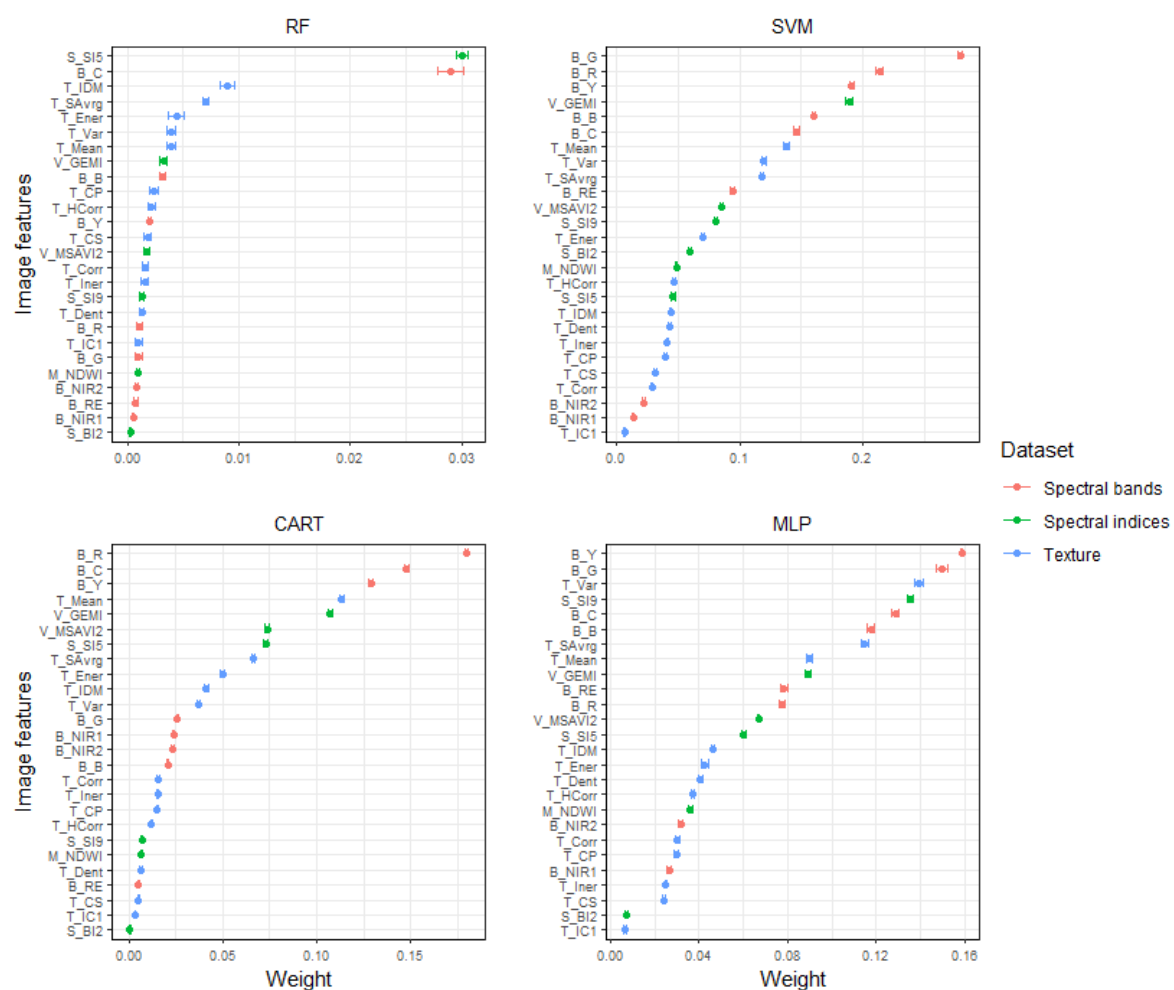 RF
S_SI5
B_C
T_IDM
T_SAvrg
T_Ener
T_Var
T_Mean
V_GEMI
B_B
T_CP
T_HCorr
B_Y
T_CS
V_MSAVI2
T_Corr
T_Iner
S_SI9
T_Dent
B_R
T_IC1
B_G
M_NDWI
B_NIR2
B_RE
B_NIR1
S_BI2
Image features
0.00 0.01 0.02 0.03
SVM
B_G
B_R
B_Y
V_GEMI
B_B
B_C
T_Mean
T_Var
T_SAvrg
B_RE
V_MSAVI2
S_SI9
T_Ener
S_BI2
M_NDWI
T_HCorr
S_SI5
T_IDM
T_Dent
T_Iner
T_CP
T_CS
T_Corr
B_NIR2
B_NIR1
T_IC1
0.0 0.1 0.2
CART
B_R
B_C
B_Y
T_Mean
V_GEMI
V_MSAVI2
S_SI5
T_SAvrg
T_Ener
T_IDM
T_Var
B_G
B_NIR1
B_NIR2
B_B
T_Corr
T_Iner
T_CP
T_HCorr
S_SI9
M_NDWI
T_Dent
B_RE
T_CS
T_IC1
S_BI2
Image features
0.00 0.05 0.10 0.15
Weight
MLP
B_Y
B_G
T_Var
S_SI9
B_C
B_B
T_SAvrg
T_Mean
V_GEMI
B_RE
B_R
V_MSAVI2
S_SI5
T_IDM
T_Ener
T_Dent
T_HCorr
M_NDWI
B_NIR2
T_Corr
T_CP
B_NIR1
T_Iner
T_CS
S_BI2
T_IC1
0.00 0.04 0.08 0.12 0.16
Weight
Dataset
Spectral bands
Spectral indices
Texture